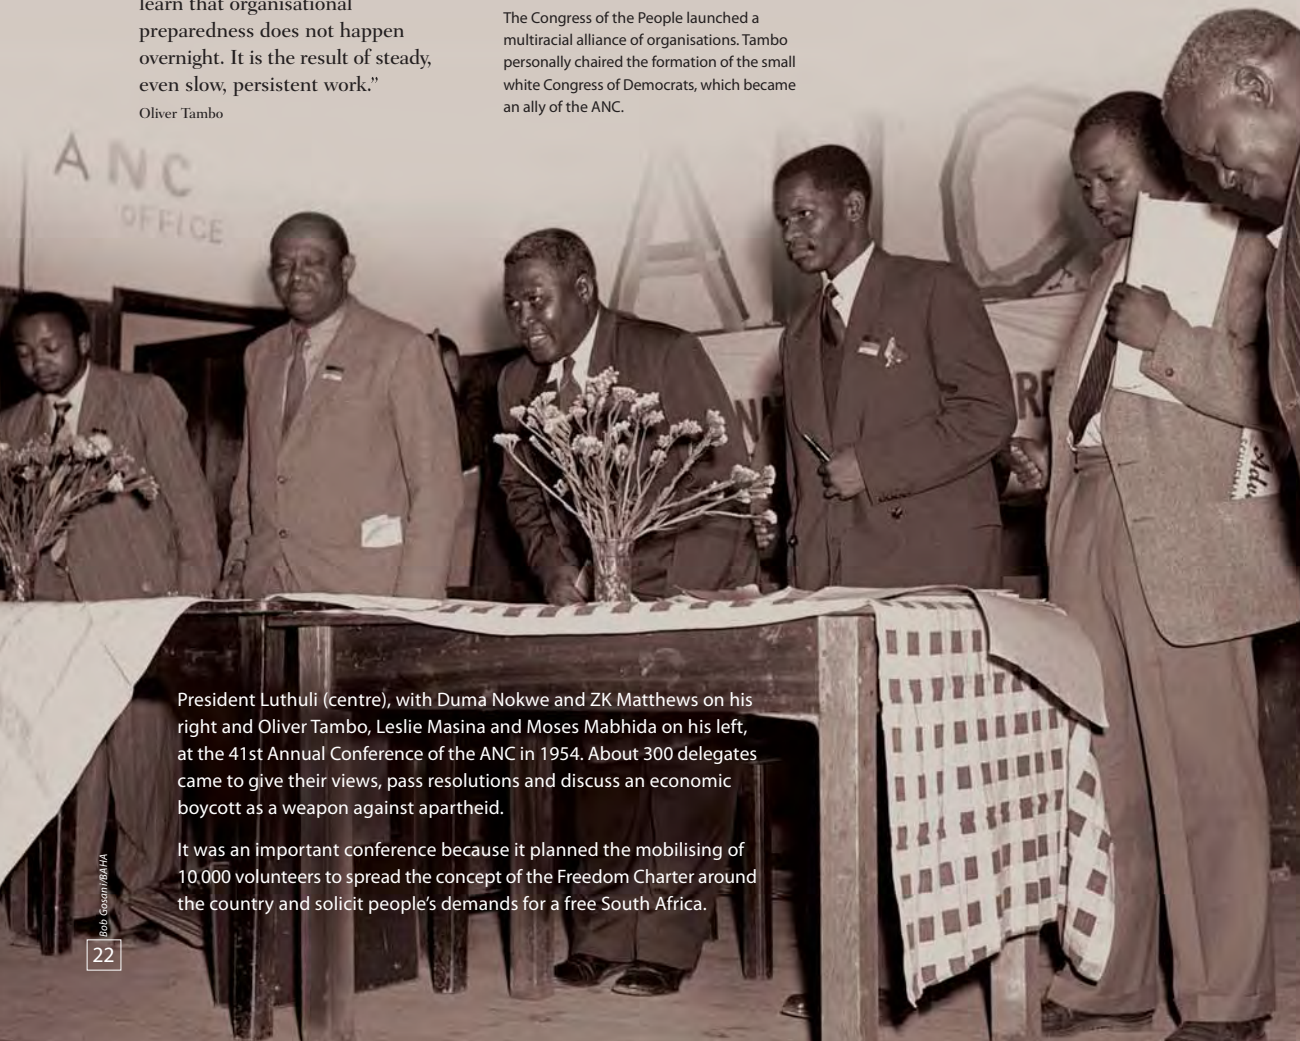 learn that organisational
preparedness does not happen
overnight. It is the result of steady,
even slow, persistent work.”
Oliver Tambo
The Congress of the People launched a
multiracial alliance of organisations. Tambo
personally chaired the formation of the small
white Congress of Democrats, which became
an ally of the ANC.
ANC
OFFICE
A
C
President Luthuli (centre), with Duma Nokwe and ZK Matthews on his
right and Oliver Tambo, Leslie Masina and Moses Mabhida on his left,
at the 41st Annual Conference of the ANC in 1954. About 300 delegates
came to give their views, pass resolutions and discuss an economic
boycott as a weapon against apartheid.
It was an important conference because it planned the mobilising of
10,000 volunteers to spread the concept of the Freedom Charter around
the country and solicit people’s demands for a free South Africa.
Bob Gosani/BAHA
22